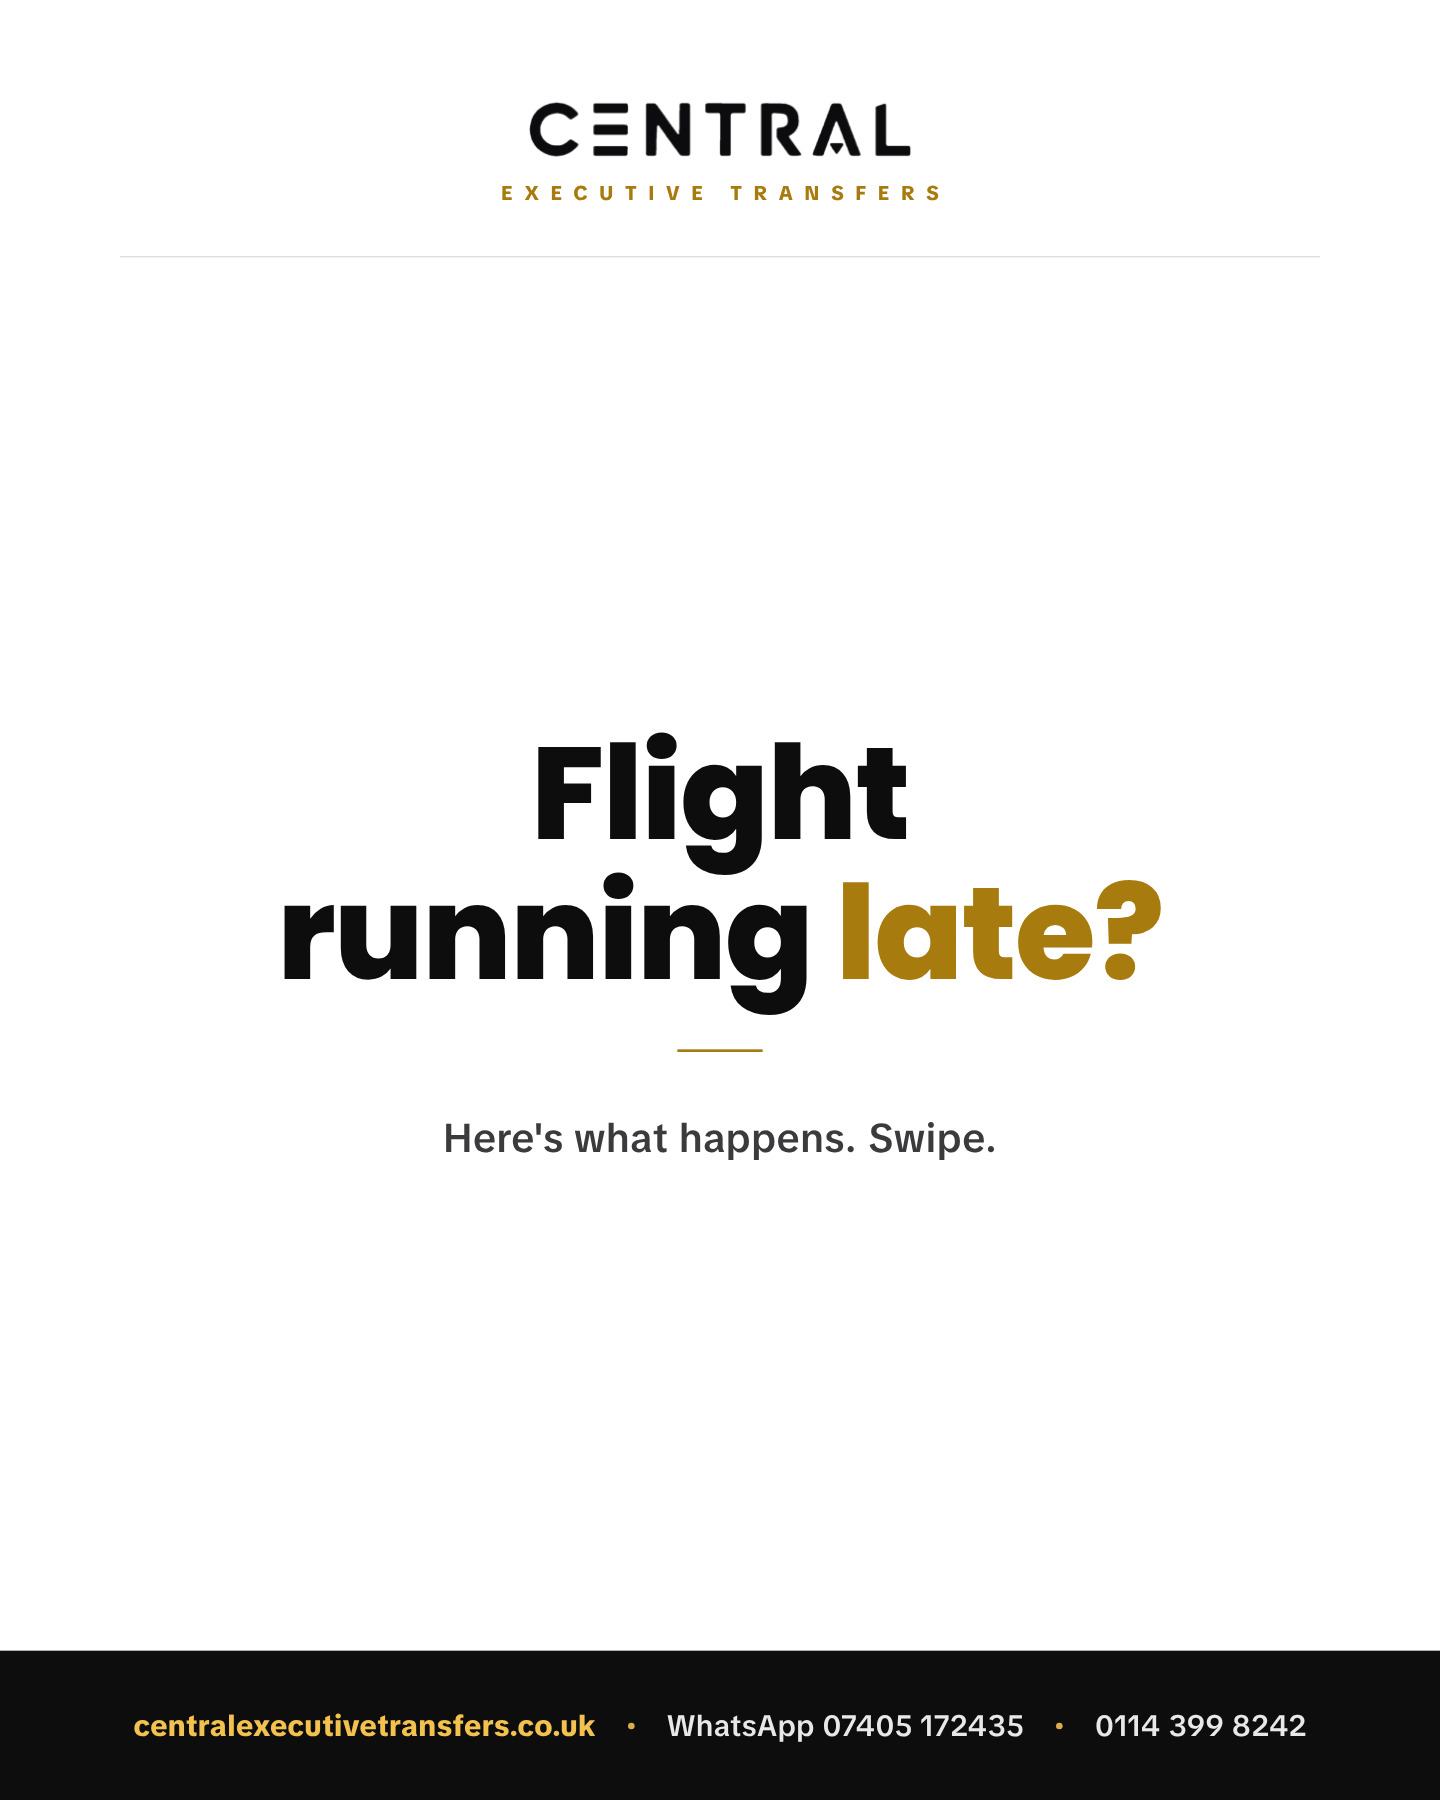 CENTRAL
EXECUTIVE TRANSFERS
Flight
running late?
Here's what happens. Swipe.
centralexecutivetransfers.co.uk • WhatsApp 07405 172435 • 0114 399 8242